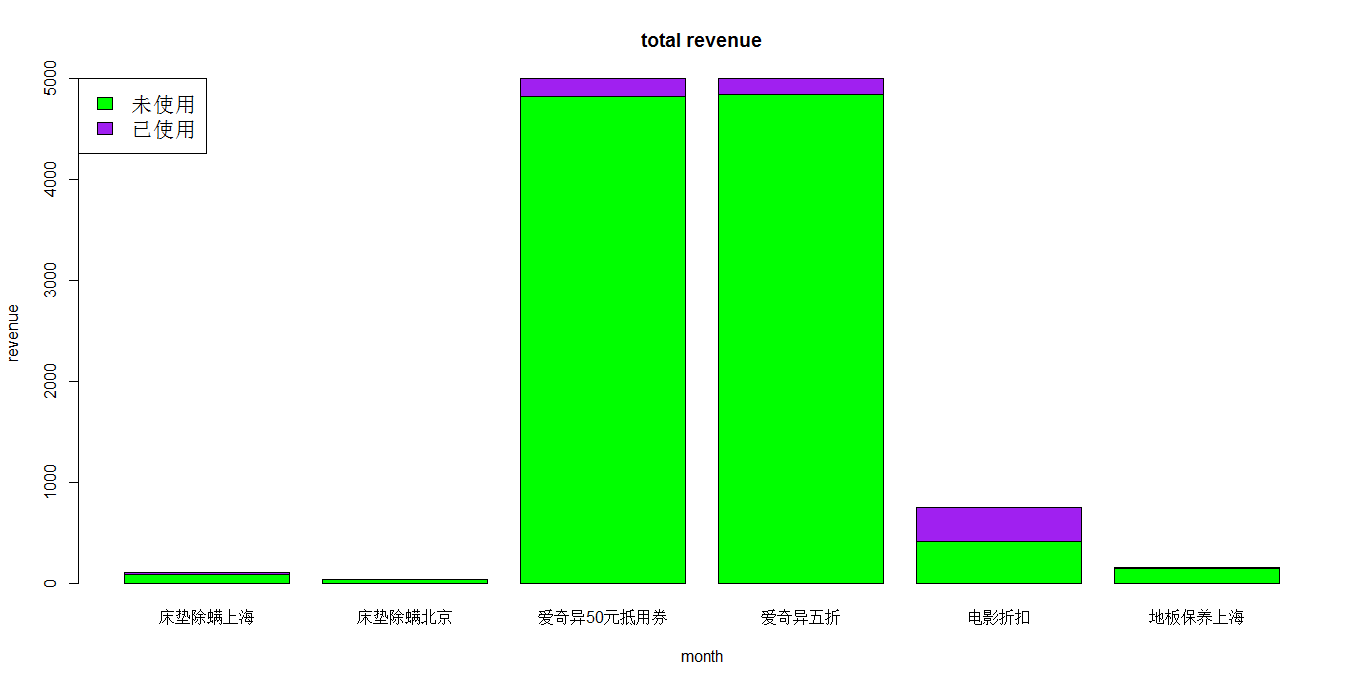 total revenue
未使用
已使用
5000
4000
3000
2000
1000
0
revenue
床垫除螨上海
床垫除螨北京
爱奇异50元抵用券
爱奇异五折
电影折扣
地板保养上海
month